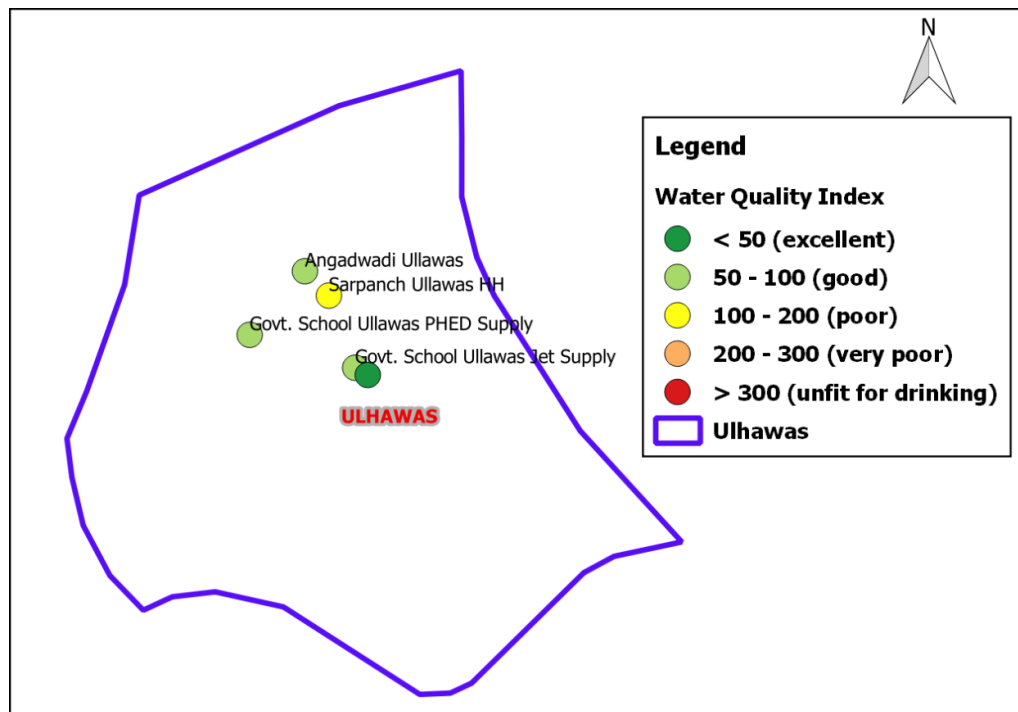 N
Legend
Water Quality Index
< 50 (excellent)
50 - 100 (good)
100 - 200 (poor)
200 - 300 (very poor)
> 300 (unfit for drinking)
Ulhawas
Angadwadi Ullawas
Sarpanch Ullawas HH
Govt. School Ullawas PHED Supply
Govt. School Ullawas Jet Supply
ULHAWAS